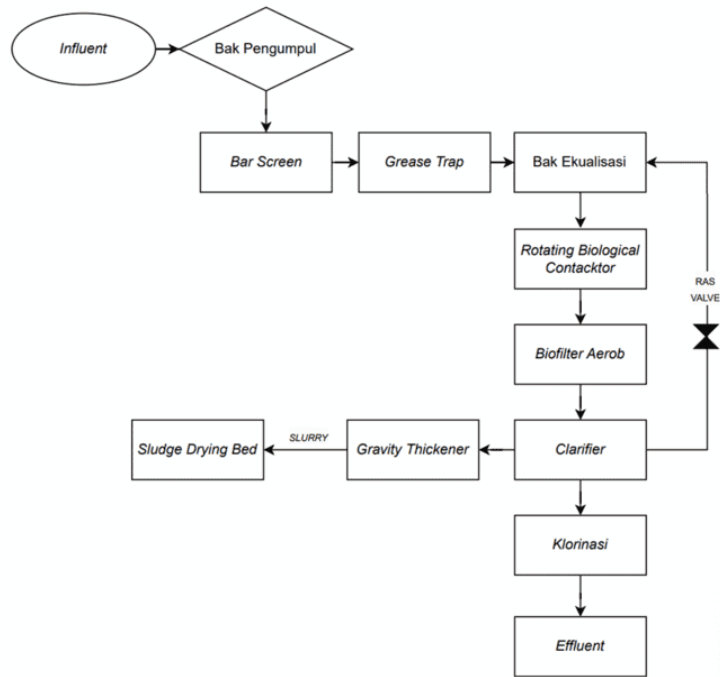 Influent
Bak Pengumpul
Bar Screen
Grease Trap
Bak Ekualisasi
Rotating Biological
Contacktor
RAS
VALVE
Biofilter Aerob
Sludge Drying Bed
SLURRY
Gravity Thickener
Clarifier
Klorinasi
Effluent